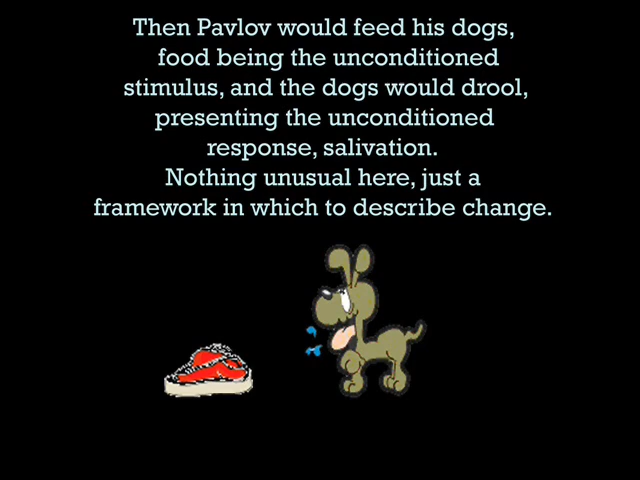 Then Pavlov would feed his dogs,
food being the unconditioned
stimulus, and the dogs would drool,
presenting the unconditioned
response, salivation.
Nothing unusual here, just a
framework in which to describe change.